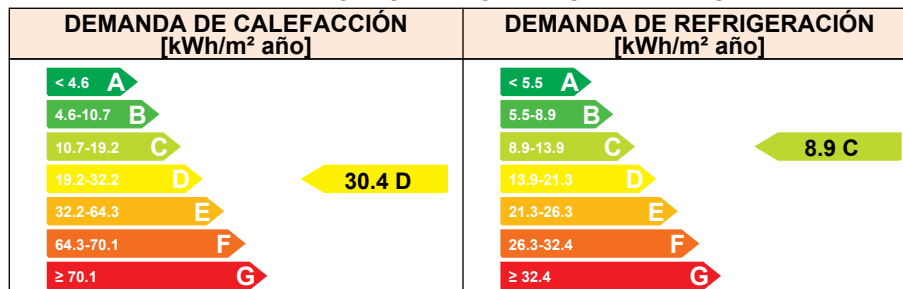 DEMANDA DE CALEFACCIÓN
[kWh/m² año]
< 4.6 A
4.6-10.7 B
10.7-19.2 C
19.2-32.2 D
30.4 D
32.2-64.3 E
64.3-70.1 F
≥ 70.1 G
DEMANDA DE REFRIGERACIÓN
[kWh/m² año]
< 5.5 A
5.5-8.9 B
8.9-13.9 C
8.9 C
13.9-21.3 D
21.3-26.3 E
26.3-32.4 F
≥ 32.4 G